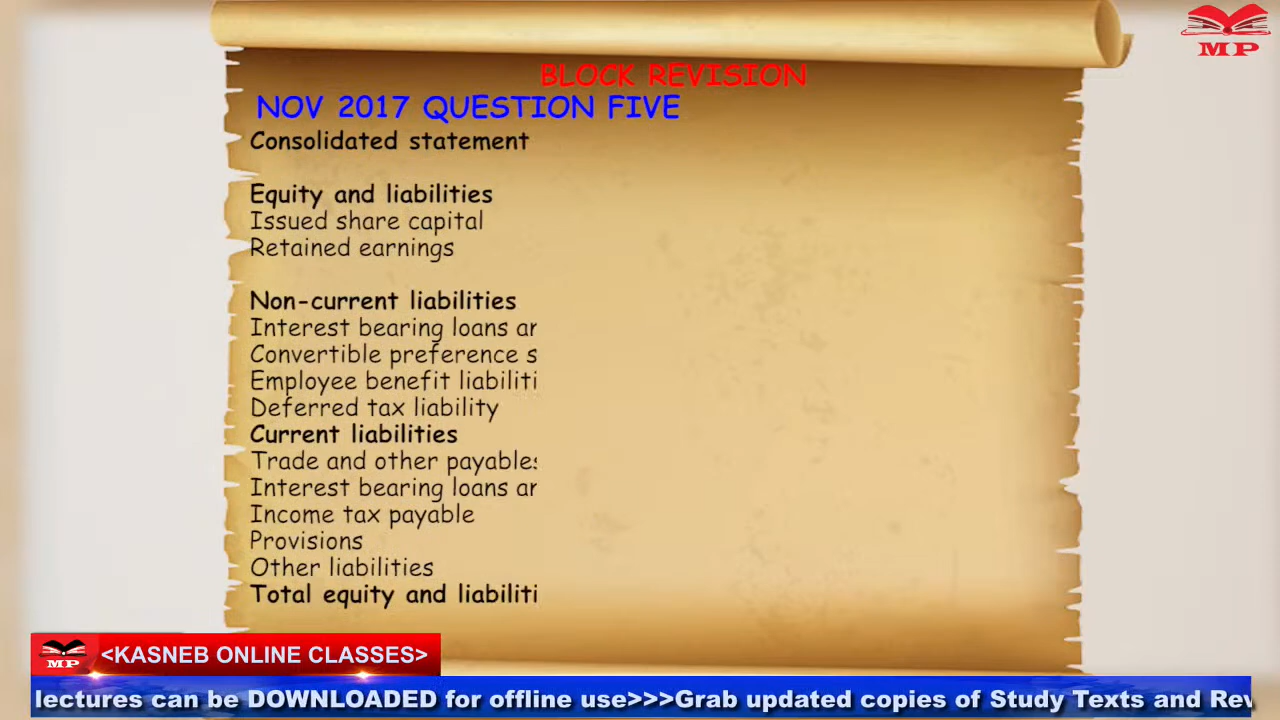 MP
BLOCK REVISION
NOV 2017 QUESTION FIVE
Consolidated statement
Equity and liabilities
Issued share capital
Retained earnings
Non-current liabilities
Interest bearing loans ar
Convertible preference s
Employee benefit liabiliti
Deferred tax liability
Current liabilities
Trade and other payables
Interest bearing loans ar
Income tax payable
Provisions
Other liabilities
Total equity and liabiliti
MP
<KASNEB ONLINE CLASSES>
lectures can be DOWNLOADED for offline use>>>Grab updated copies of Study Texts and Rev